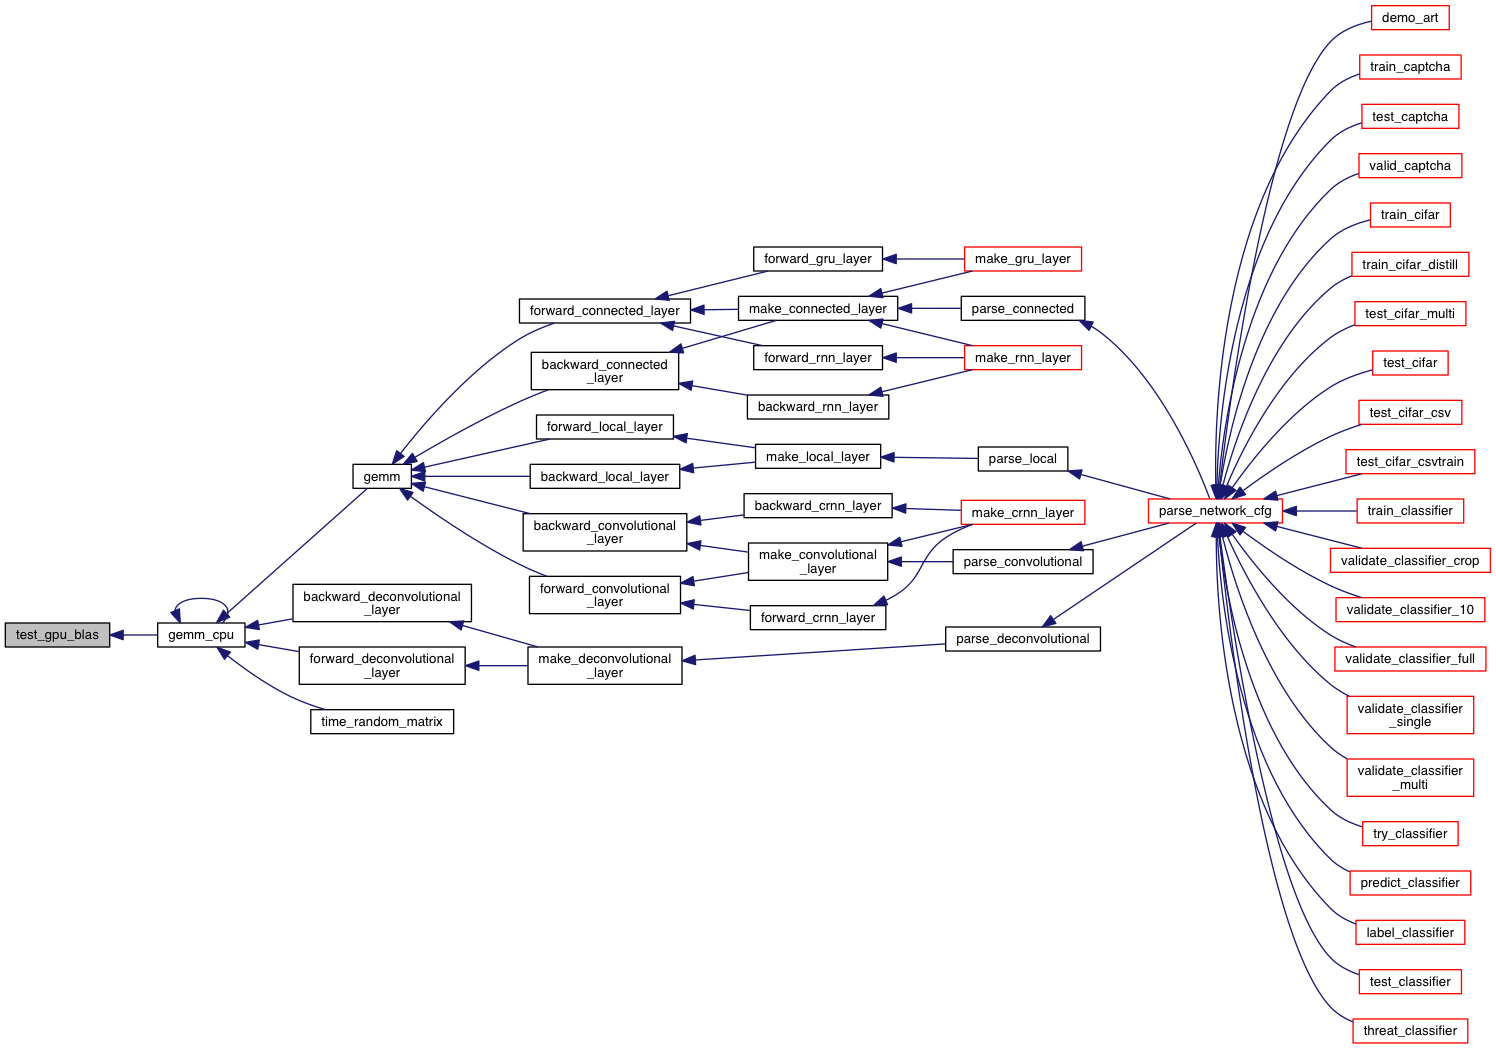 test_gpu_blas
gemm_cpu
gemm
backward_deconvolutional
_layer
forward_deconvolutional
_layer
time_random_matrix
forward_connected_layer
backward_connected
_layer
forward_local_layer
backward_local_layer
backward_convolutional
_layer
forward_convolutional
_layer
make_deconvolutional
_layer
forward_gru_layer
make_connected_layer
forward_rnn_layer
backward_rnn_layer
make_local_layer
backward_crnn_layer
make_convolutional
_layer
forward_crnn_layer
make_gru_layer
parse_connected
make_rnn_layer
parse_local
make_crnn_layer
parse_convolutional
parse_deconvolutional
parse_network_cfg
demo_art
train_captcha
test_captcha
valid_captcha
train_cifar
train_cifar_distill
test_cifar_multi
test_cifar
test_cifar_csv
test_cifar_csvtrain
train_classifier
validate_classifier_crop
validate_classifier_10
validate_classifier_full
validate_classifier
_single
validate_classifier
_multi
try_classifier
predict_classifier
label_classifier
test_classifier
threat_classifier